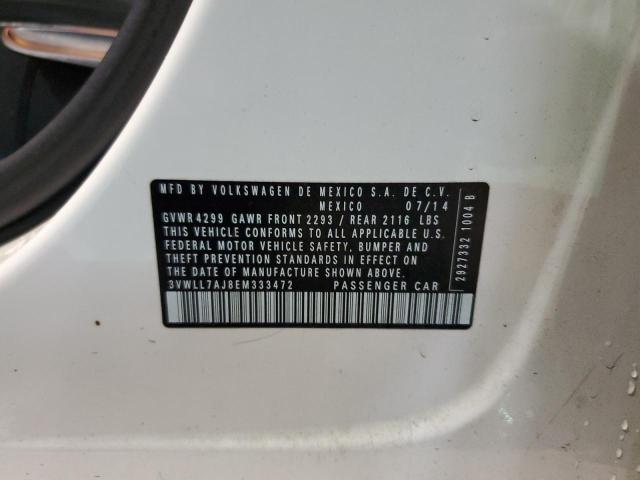 MFD BY VOLKSWAGEN DE MEXICO S.A. DE C.V.
MEXICO 07/14
GVWR 4299 GAWR FRONT 2293 / REAR 2116 LBS
THIS VEHICLE CONFORMS TO ALL APPLICABLE U.S.
FEDERAL MOTOR VEHICLE SAFETY, BUMPER AND
THEFT PREVENTION STANDARDS IN EFFECT ON
THE DATE OF MANUFACTURE SHOWN ABOVE.
3VWLL7AJ8EM333472 PASSENGER CAR
2927332 1004 B